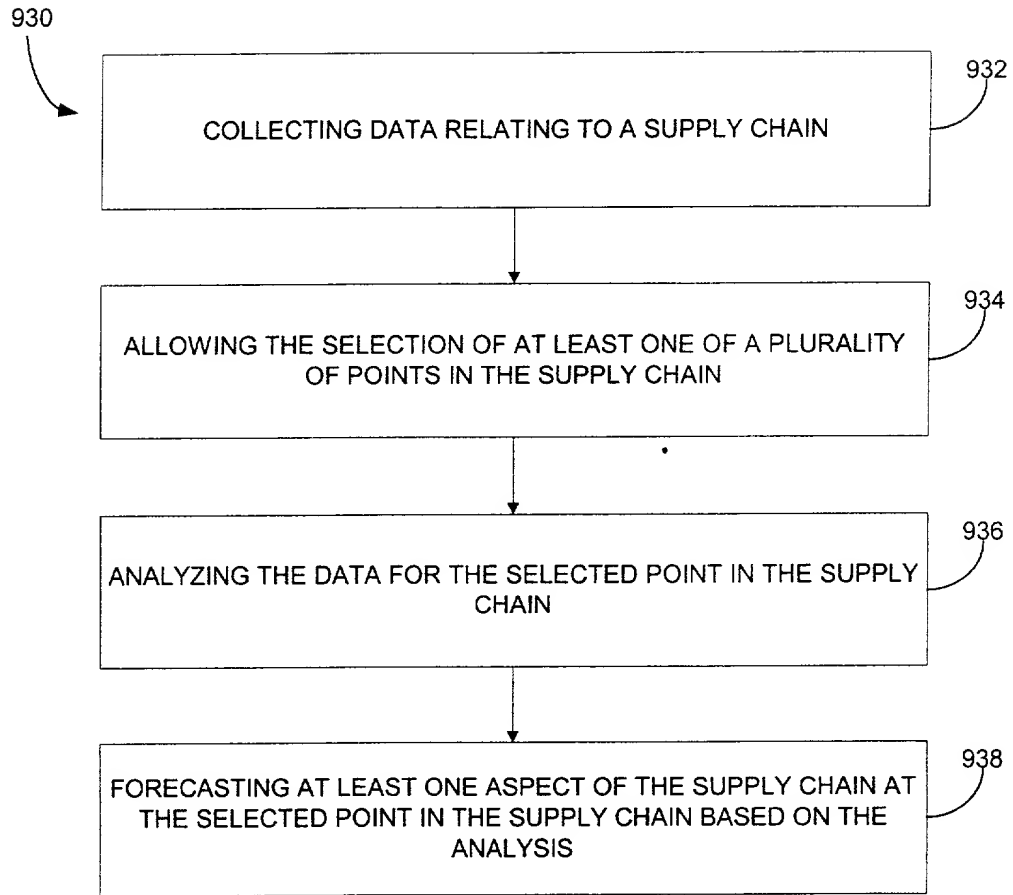 930
932
COLLECTING DATA RELATING TO A SUPPLY CHAIN
934
ALLOWING THE SELECTION OF AT LEAST ONE OF A PLURALITY
OF POINTS IN THE SUPPLY CHAIN
936
ANALYZING THE DATA FOR THE SELECTED POINT IN THE SUPPLY
CHAIN
938
FORECASTING AT LEAST ONE ASPECT OF THE SUPPLY CHAIN AT
THE SELECTED POINT IN THE SUPPLY CHAIN BASED ON THE
ANALYSIS